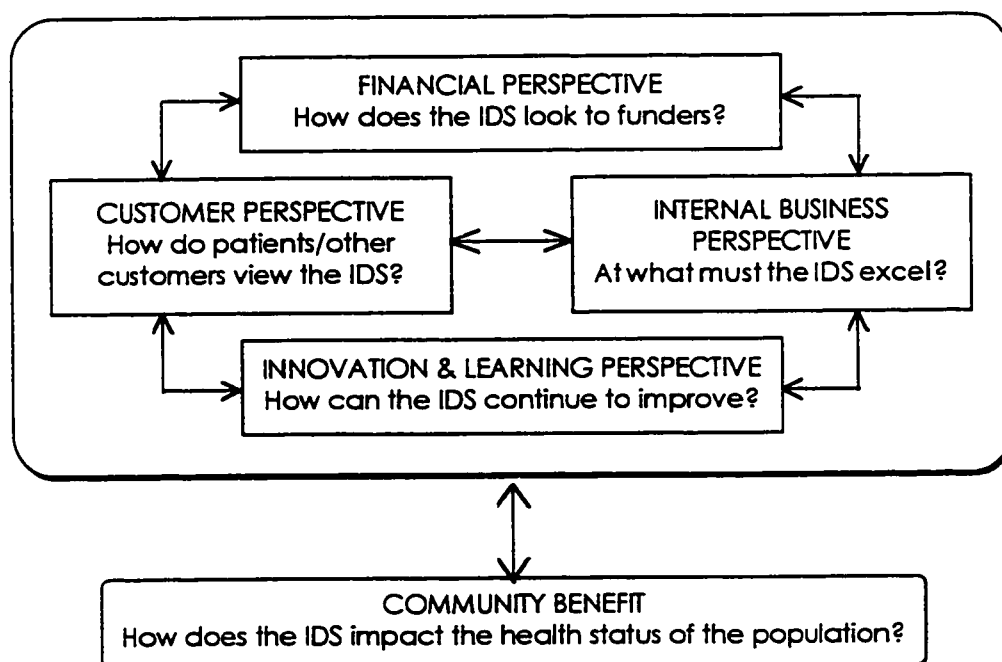 FINANCIAL PERSPECTIVE
How does the IDS look to funders?
CUSTOMER PERSPECTIVE
How do patients/other
customers view the IDS?
INTERNAL BUSINESS
PERSPECTIVE
At what must the IDS excel?
INNOVATION & LEARNING PERSPECTIVE
How can the IDS continue to improve?
COMMUNITY BENEFIT
How does the IDS impact the health status of the population?